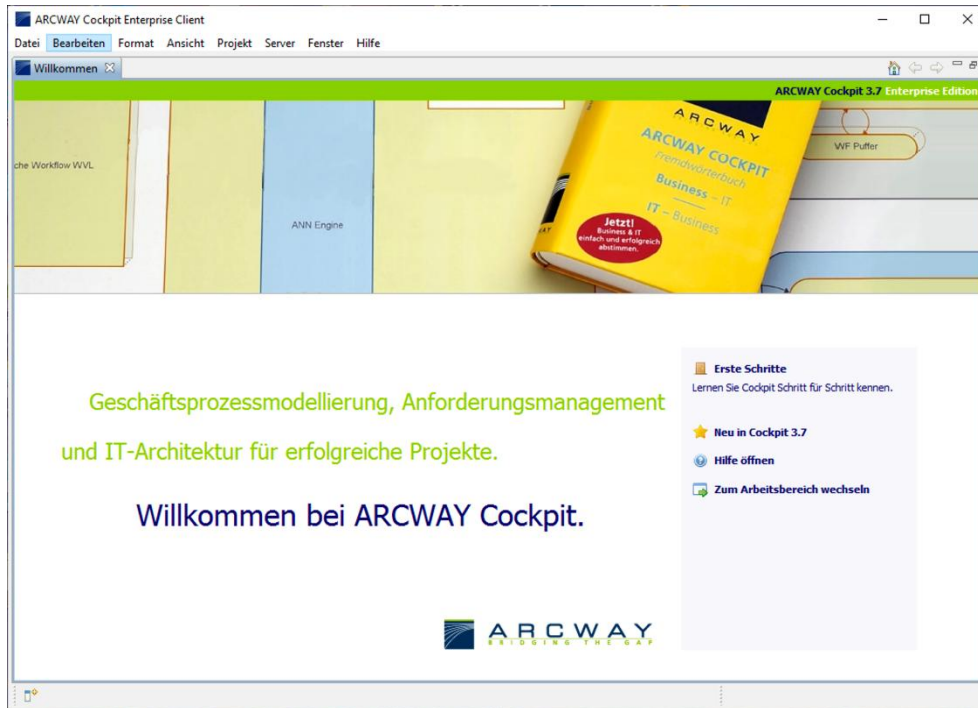 ARCWAY Cockpit Enterprise Client
Datei Bearbeiten Format Ansicht Projekt Server Fenster Hilfe
Willkommen
ARCWAY Cockpit 3.7 Enterprise Edition
che Workflow WVL
ANN Engine
WF Puffer
ARCWAY
ARCWAY COCKPIT
Fremdwörterbuch
Business – IT
IT – Business
Jetzt!
Business & IT
einfach und erfolgreich
abstimmen.
Geschäftsprozessmodellierung, Anforderungsmanagement
und IT-Architektur für erfolgreiche Projekte.
Willkommen bei ARCWAY Cockpit.
Erste Schritte
Lernen Sie Cockpit Schritt für Schritt kennen.
Neu in Cockpit 3.7
Hilfe öffnen
Zum Arbeitsbereich wechseln
ARCWAY
BRIDGING THE GAP